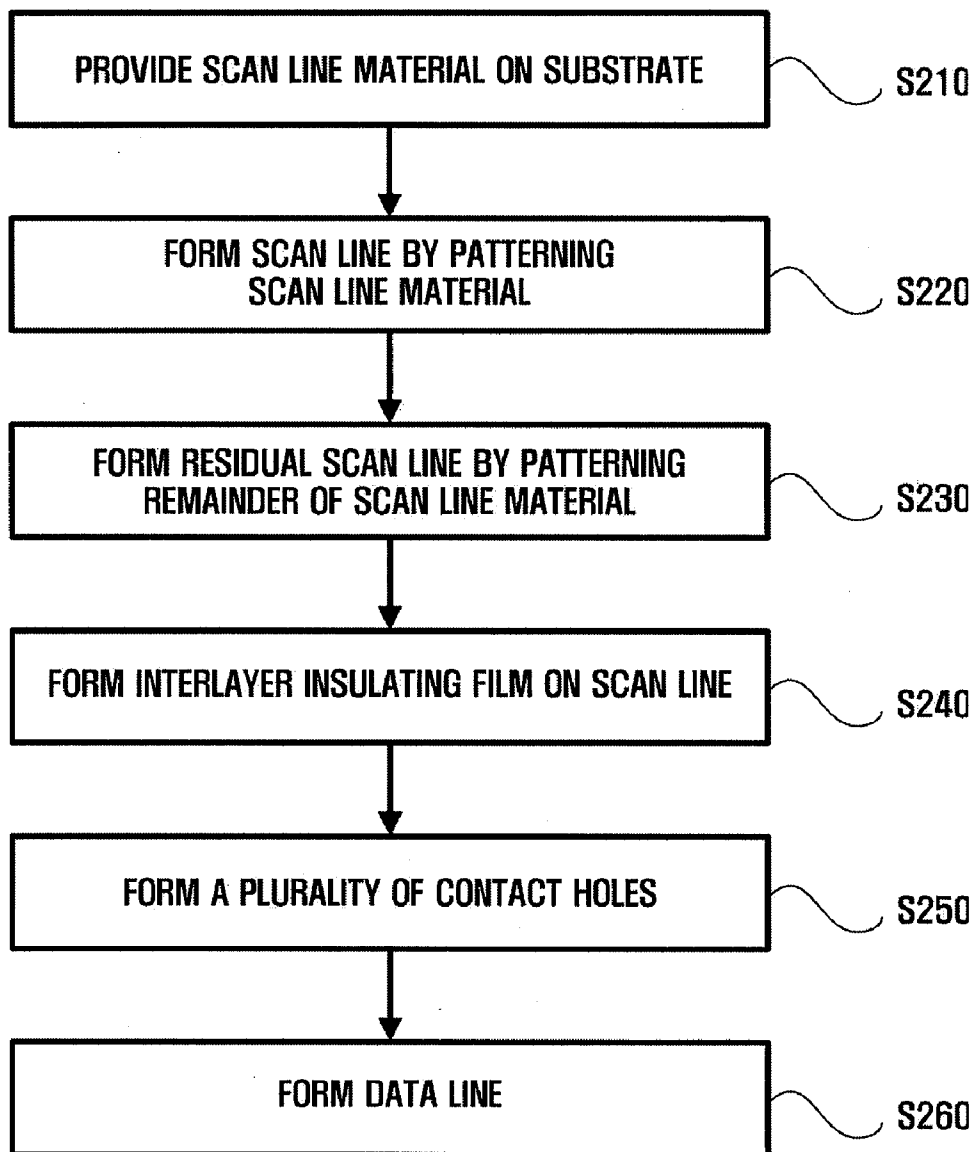 PROVIDE SCAN LINE MATERIAL ON SUBSTRATE
S210
FORM SCAN LINE BY PATTERNING
SCAN LINE MATERIAL
S220
FORM RESIDUAL SCAN LINE BY PATTERNING
REMAINDER OF SCAN LINE MATERIAL
S230
FORM INTERLAYER INSULATING FILM ON SCAN LINE
S240
FORM A PLURALITY OF CONTACT HOLES
S250
FORM DATA LINE
S260